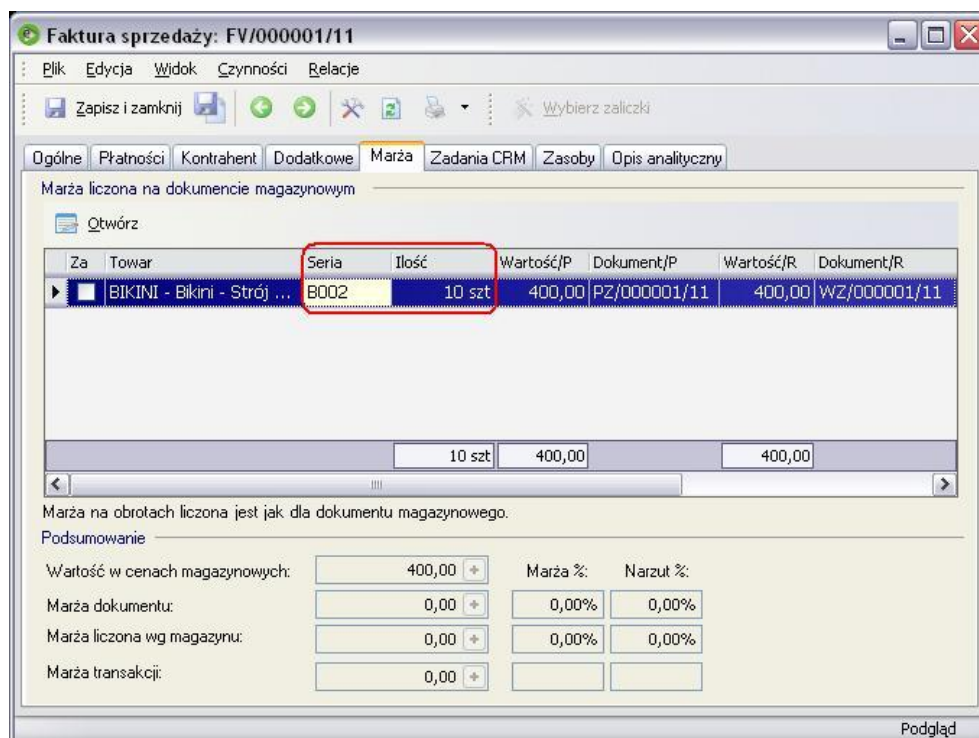 Faktura sprzedaży: FV/000001/11
Plik Edycja Widok Czynności Relacje
Zapisz i zamknij Wybierz zaliczki
Ogólne Płatności Kontrahent Dodatkowe Marża Zadania CRM Zasoby Opis analityczny
Marża liczona na dokumencie magazynowym
Otwórz
Za Towar Seria Ilość Wartość/P Dokument/P Wartość/R Dokument/R
BIKINI - Bikini - Strój ... B002 10 szt 400,00 PZ/000001/11 400,00 WZ/000001/11
10 szt 400,00 400,00
Marża na obrotach liczona jest jak dla dokumentu magazynowego.
Podsumowanie
Wartość w cenach magazynowych: 400,00 Marża %: Narzut %:
Marża dokumentu: 0,00 0,00% 0,00%
Marża liczona wg magazynu: 0,00 0,00% 0,00%
Marża transakcji: 0,00
Podgląd